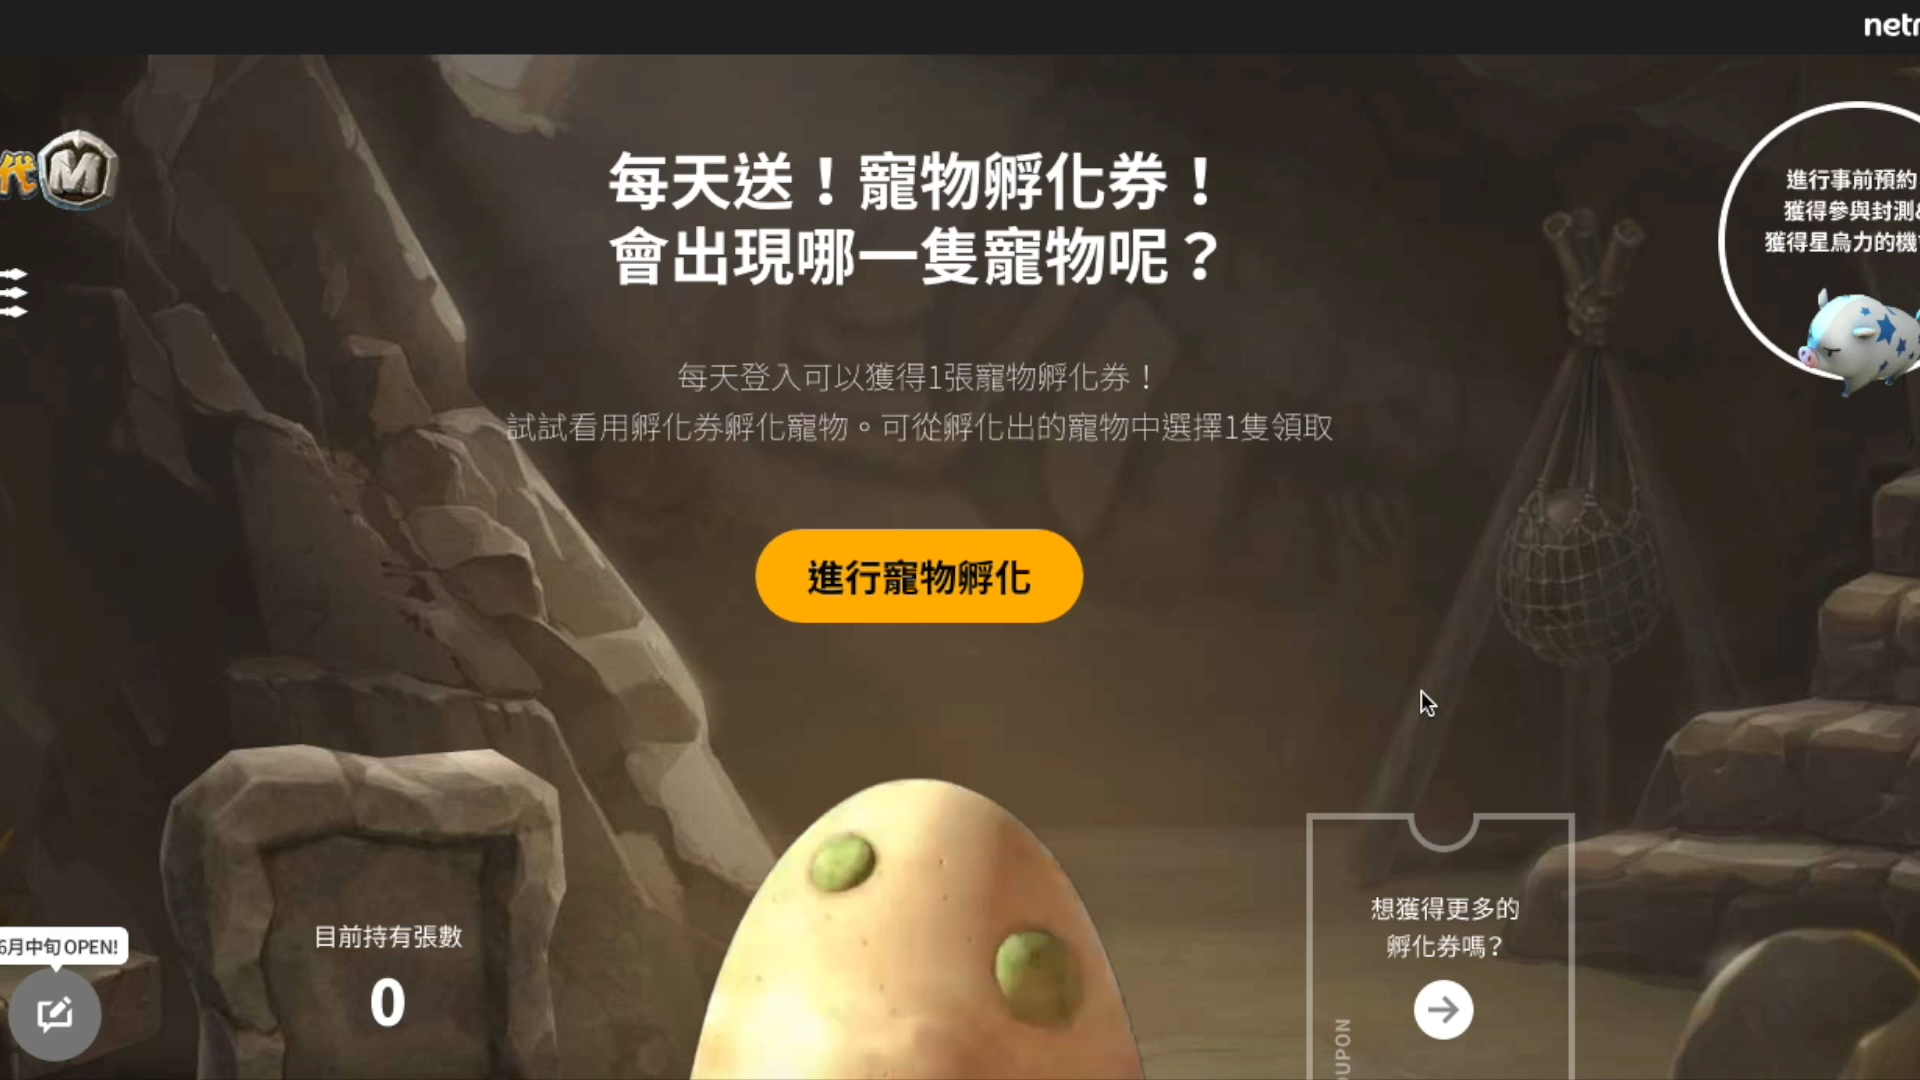 netr
代M
每天送！寵物孵化券！
會出現哪一隻寵物呢？
進行事前預約
獲得參與封測&
獲得星烏力的機
每天登入可以獲得1張寵物孵化券！
試試看用孵化券孵化寵物。可從孵化出的寵物中選擇1隻領取
進行寵物孵化
目前持有張數
0
想獲得更多的
孵化券嗎?
6月中旬 OPEN!
UPON